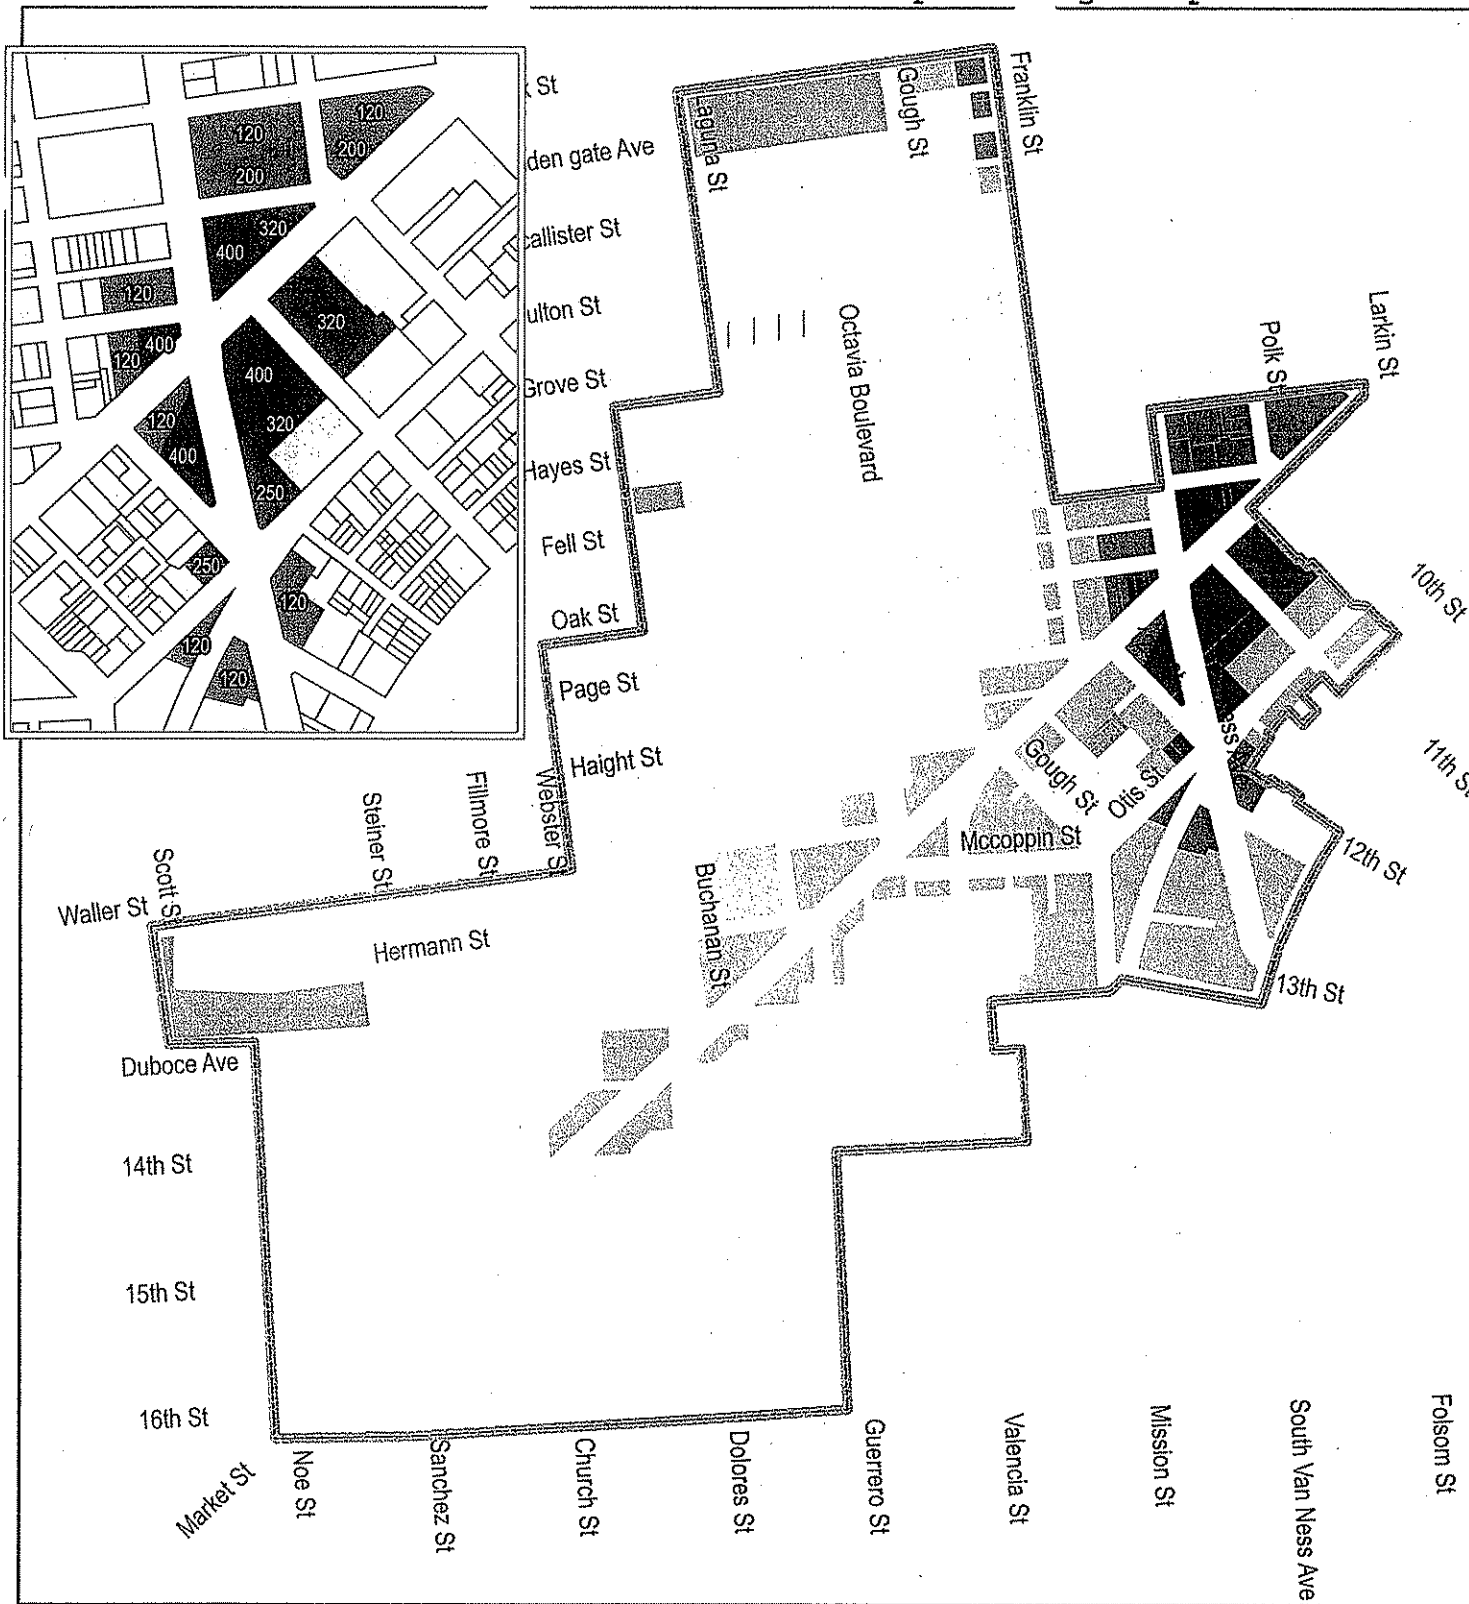 120
120
200
200
320
400
120
320
400
120
400
120
320
400
250
250
120
120
120
k St
den gate Ave
callister St
ulton St
Grove St
Hayes St
Fell St
Oak St
Page St
Haight St
Laguna St
Gough St
Franklin St
Octavia Boulevard
Polk St
Larkin St
10th St
11th St
Gough St
Otis St
ess A
Mccoppin St
12th St
13th St
Steiner St
Fillmore St
Webster S
Scott S
Waller St
Hermann St
Buchanan St
Duboce Ave
14th St
15th St
16th St
Market St
Noe St
Sanchez St
Church St
Dolores St
Guerrero St
Valencia St
Mission St
South Van Ness Ave
Folsom St